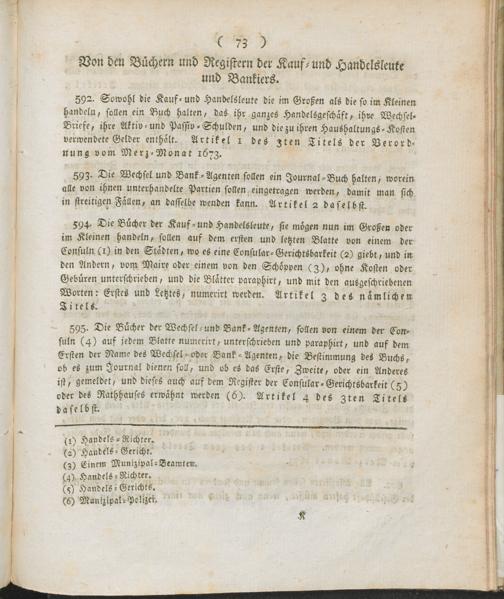 ( 73 )
Von den Büchern und Registern der Kauf- und Handelsleute
und Bankiers.
592. Sowohl die Kauf- und Handelsleute die im Großen als die so im Kleinen
handeln, sollen ein Buch halten, das ihr ganzes Handelsgeschäft, ihre Wechsel-
Briefe, ihre Aktiv- und Passiv-Schulden, und die zu ihren Haushaltungs-Kosten
verwendete Gelder enthält. Artikel 1 des 3ten Titels der Verord-
nung vom Merz-Monat 1673.
593. Die Wechsel und Bank-Agenten sollen ein Journal-Buch halten, worein
alle von ihnen unterhandelte Partien sollen eingetragen werden, damit man sich
in streitigen Fällen, an dasselbe wenden kann. Artikel 2 daselbst.
594. Die Bücher der Kauf- und Handelsleute, sie mögen nun im Großen oder
im Kleinen handeln, sollen auf dem ersten und letzten Blatte von einem der
Consuln (1) in den Städten, wo es eine Consular-Gerichtsbarkeit (2) giebt, und in
den Andern, vom Maire oder einem von den Schöppen (3), ohne Kosten oder
Gebüren unterschrieben, und die Blätter paraphirt, und mit den ausgeschriebenen
Worten: Erstes und Letztes, numerirt werden. Artikel 3 des nämlichen
Titels.
595. Die Bücher der Wechsel- und Bank-Agenten, sollen von einem der Con-
suln (4) auf jedem Blatte numerirt, unterschrieben und paraphirt, und auf dem
Ersten der Name des Wechsel- oder Bank-Agenten, die Bestimmung des Buchs,
ob es zum Journal dienen soll, und ob es das Erste, Zweite, oder ein Anderes
ist, gemeldet, und dieses auch auf dem Register der Consular-Gerichtsbarkeit (5)
oder des Rathhauses erwähnt werden (6). Artikel 4 des 3ten Titels
daselbst.
(1) Handels-Richter.
(2) Handels-Gericht.
(3) Einem Munizipal-Beamten.
(4) Handels-Richter.
(5) Handels-Gerichts.
(6) Munizipal-Polizei.
K